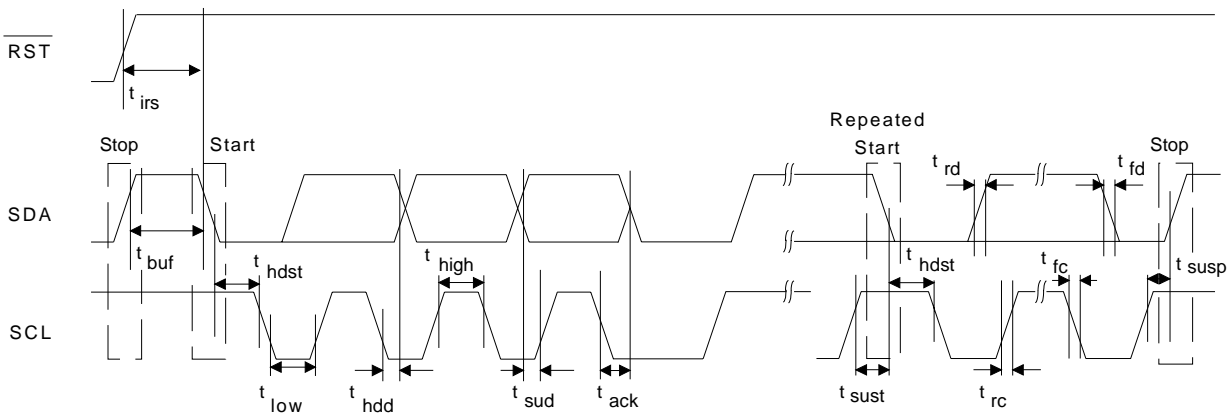 RST
t irs
Repeated
Stop Start Start Stop
t rd t fd
SDA
t buf t hdst t high t hdst t fc t susp
SCL
t low t hdd t sud t ack t sust t rc